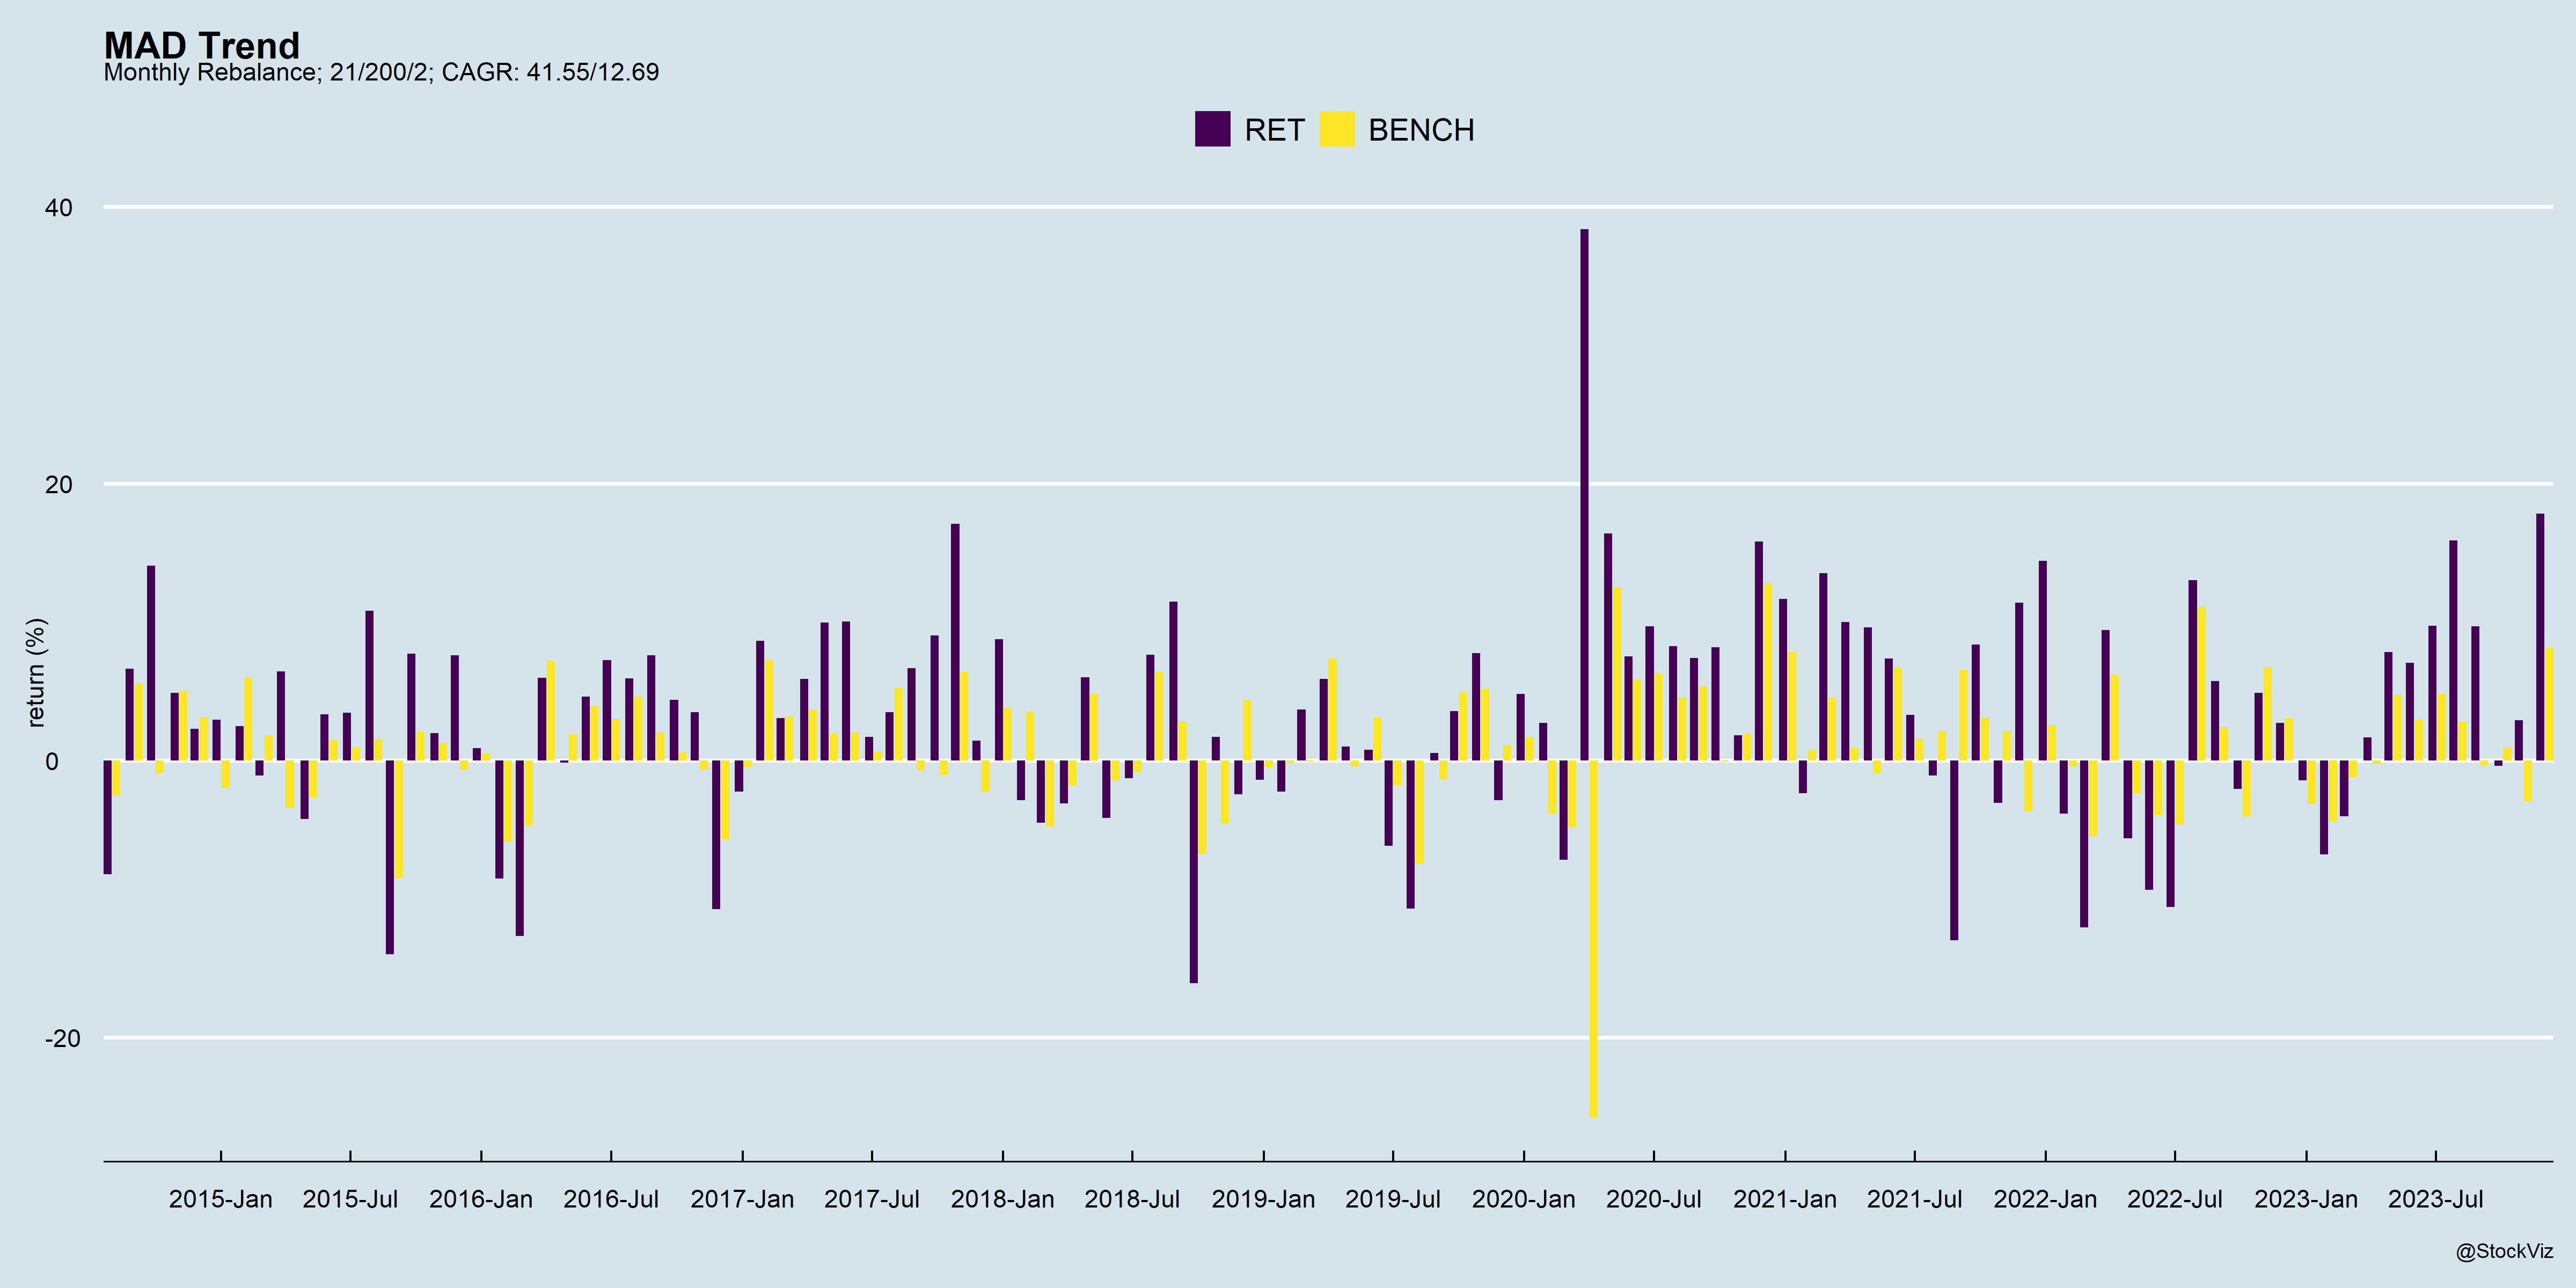 MAD Trend
Monthly Rebalance; 21/200/2; CAGR: 41.55/12.69
RET BENCH
40
20
return (%)
0
-20
2015-Jan 2015-Jul 2016-Jan 2016-Jul 2017-Jan 2017-Jul 2018-Jan 2018-Jul 2019-Jan 2019-Jul 2020-Jan 2020-Jul 2021-Jan 2021-Jul 2022-Jan 2022-Jul 2023-Jan 2023-Jul
@StockViz